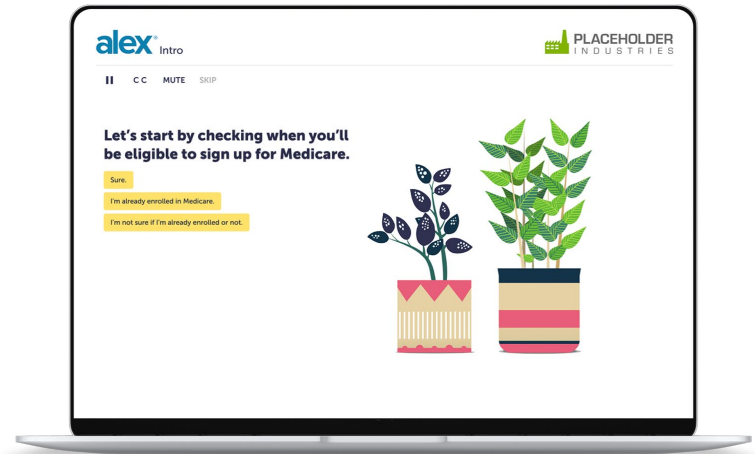 alex® Intro
PLACEHOLDER
INDUSTRIES
CC MUTE SKIP
Let's start by checking when you'll
be eligible to sign up for Medicare.
Sure.
I'm already enrolled in Medicare.
I'm not sure if I'm already enrolled or not.